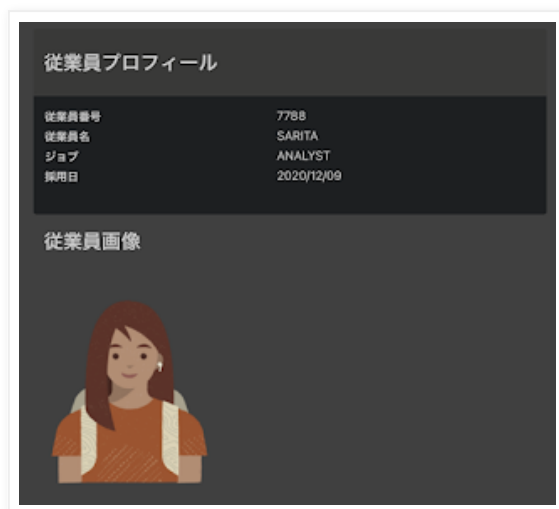 従業員プロフィール
従業員番号 7788
従業員名 SARITA
ジョブ ANALYST
採用日 2020/12/09
従業員画像